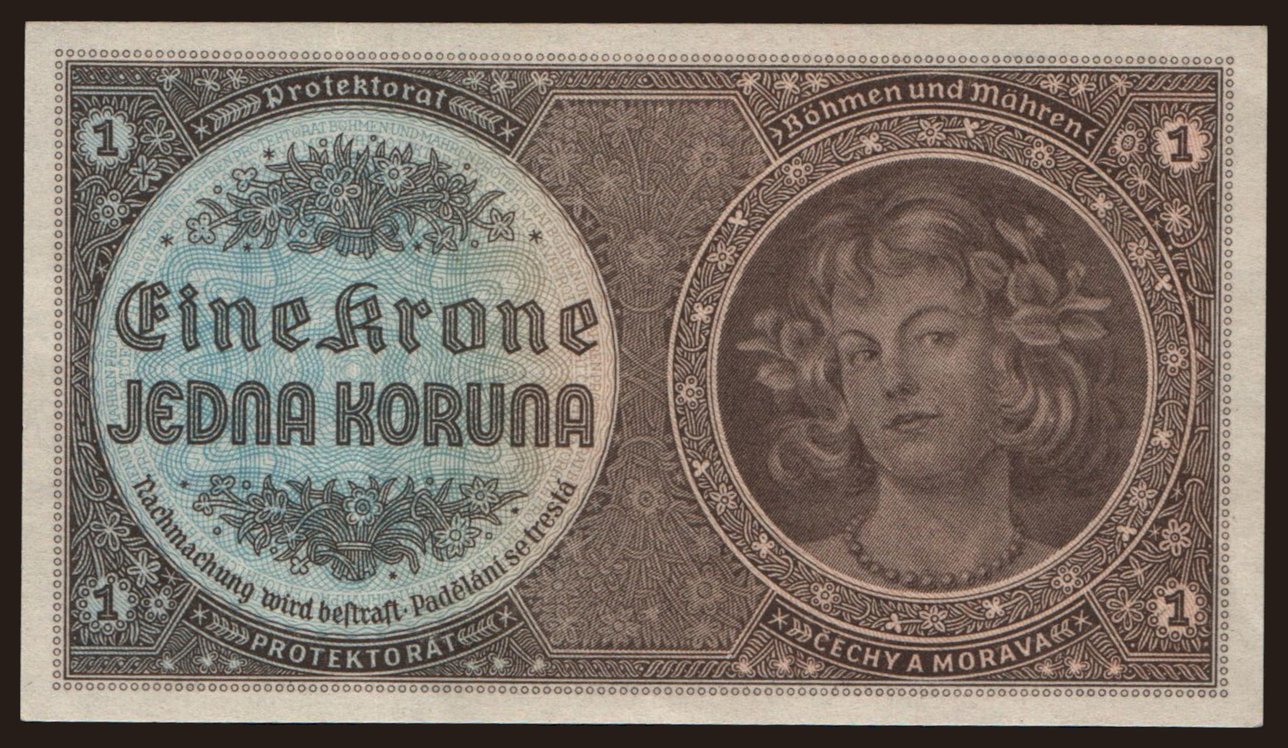 Protektorat
Böhmen und Mähren
1
1
Eine Krone
JEDNA KORUNA
Nachmachung wird bestraft · Padělání se trestá
1
1
PROTEKTORÁT
ČECHY A MORAVA